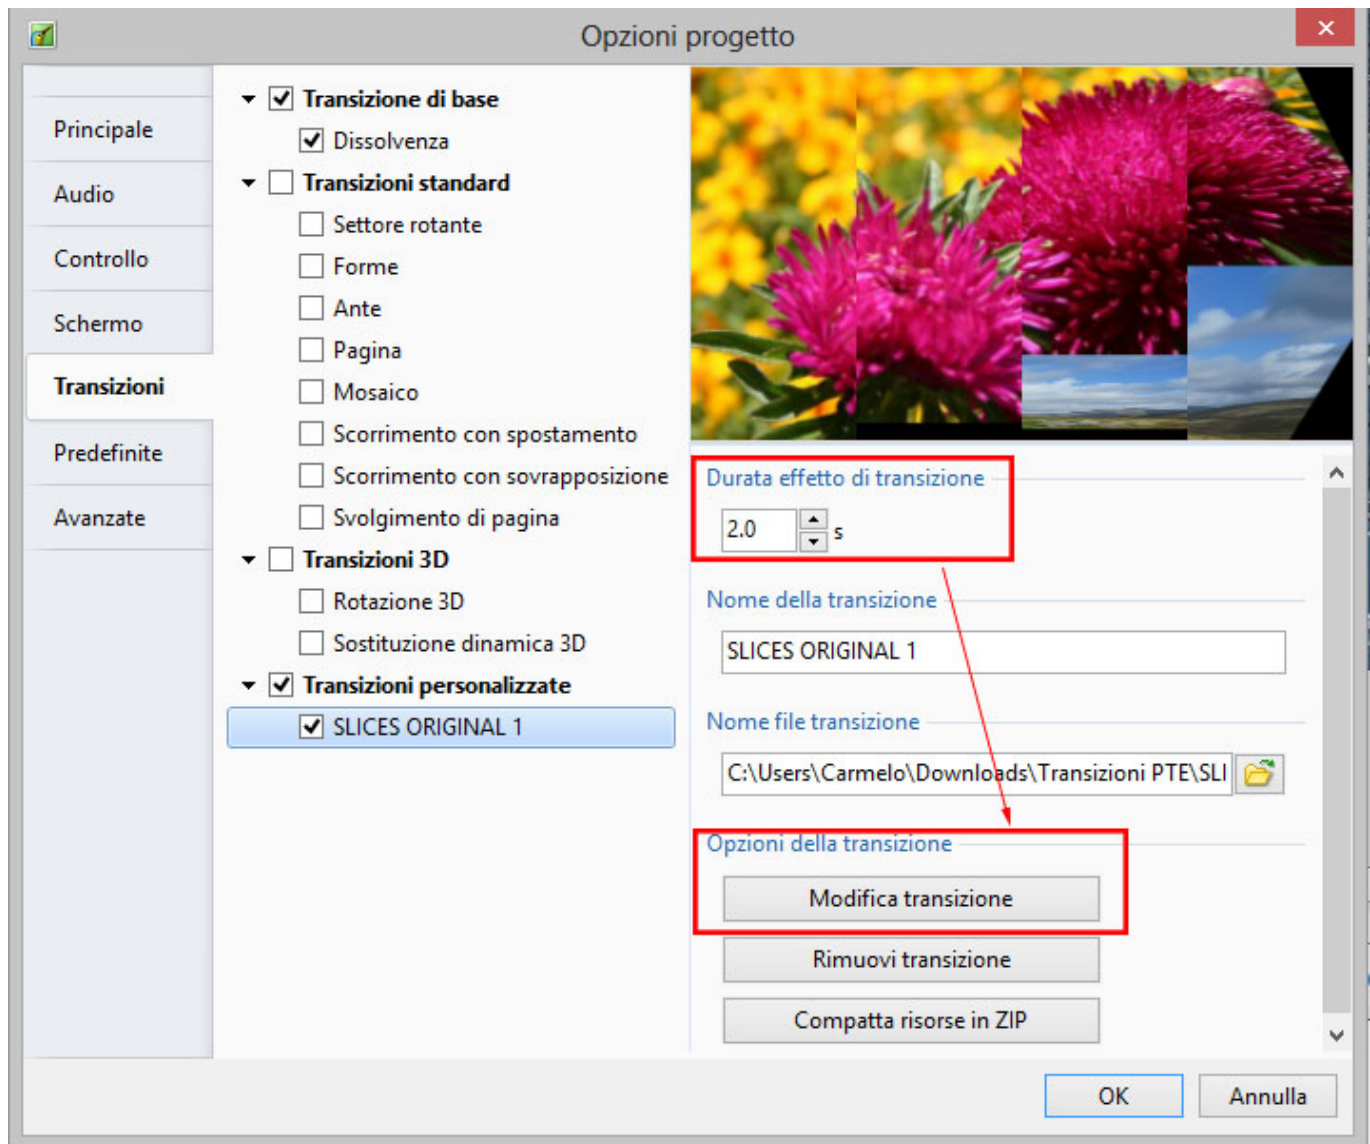 Opzioni progetto
Principale
Audio
Controllo
Schermo
Transizioni
Predefinite
Avanzate
Transizione di base
Dissolvenza
Transizioni standard
Settore rotante
Forme
Ante
Pagina
Mosaico
Scorrimento con spostamento
Scorrimento con sovrapposizione
Svolgimento di pagina
Transizioni 3D
Rotazione 3D
Sostituzione dinamica 3D
Transizioni personalizzate
SLICES ORIGINAL 1
Durata effetto di transizione
2.0 s
Nome della transizione
SLICES ORIGINAL 1
Nome file transizione
C:\Users\Carmelo\Downloads\Transizioni PTE\SLI
Opzioni della transizione
Modifica transizione
Rimuovi transizione
Compatta risorse in ZIP
OK Annulla